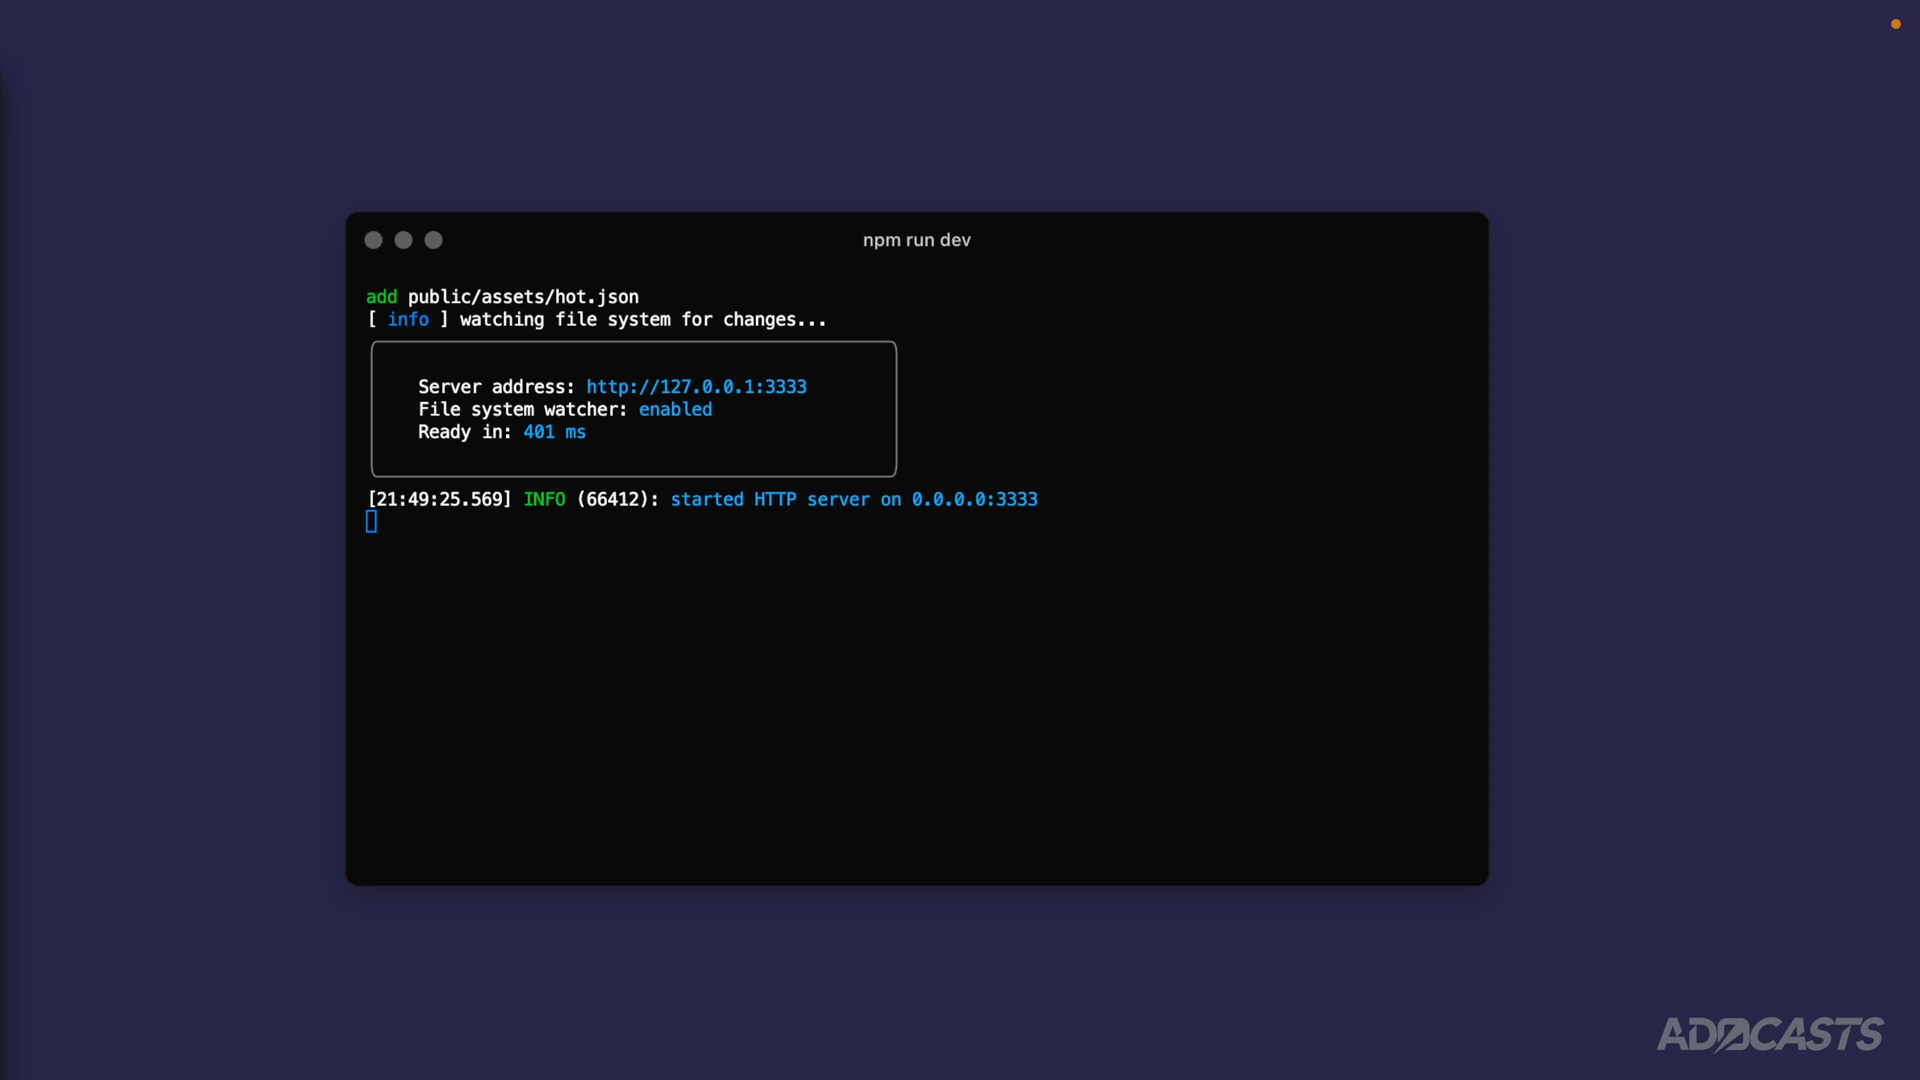 npm run dev
add public/assets/hot.json
[ info ] watching file system for changes...
Server address: http://127.0.0.1:3333
File system watcher: enabled
Ready in: 401 ms
[21:49:25.569] INFO (66412): started HTTP server on 0.0.0.0:3333
ADOCASTS